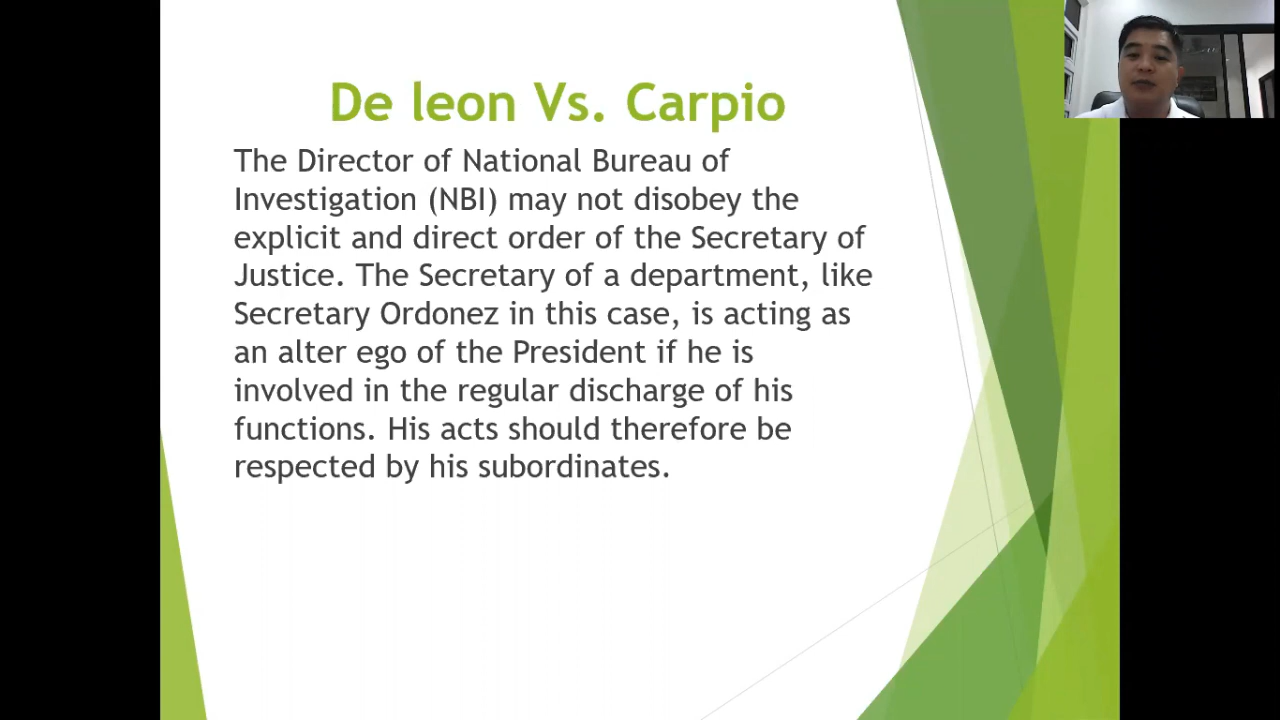 De leon Vs. Carpio
The Director of National Bureau of
Investigation (NBI) may not disobey the
explicit and direct order of the Secretary of
Justice. The Secretary of a department, like
Secretary Ordonez in this case, is acting as
an alter ego of the President if he is
involved in the regular discharge of his
functions. His acts should therefore be
respected by his subordinates.